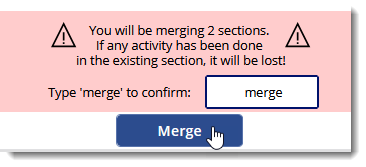 You will be merging 2 sections.
If any activity has been done
in the existing section, it will be lost!
Type 'merge' to confirm: merge
Merge